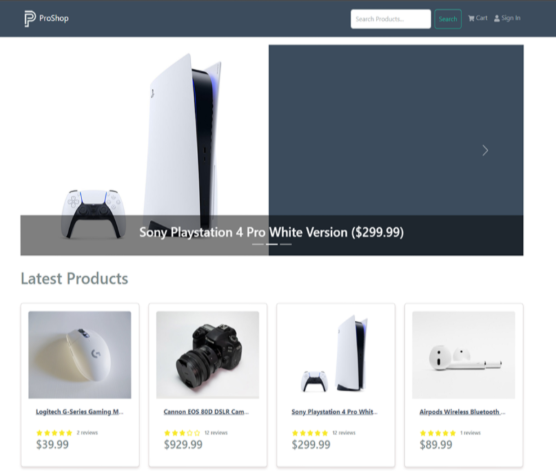 ProShop
Search Products...
Search
Cart
Sign In
Sony Playstation 4 Pro White Version ($299.99)
Latest Products
Logitech G-Series Gaming M...
2 reviews
$39.99
Cannon EOS 80D DSLR Cam...
12 reviews
$929.99
Sony Playstation 4 Pro Whit...
12 reviews
$299.99
Airpods Wireless Bluetooth ...
1 reviews
$89.99